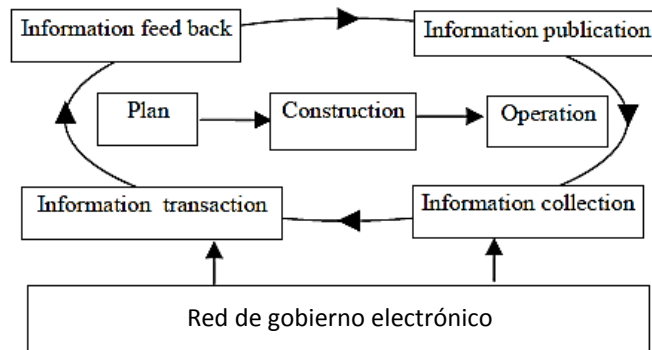 Information feed back
Information publication
Plan
Construction
Operation
Information transaction
Information collection
Red de gobierno electrónico